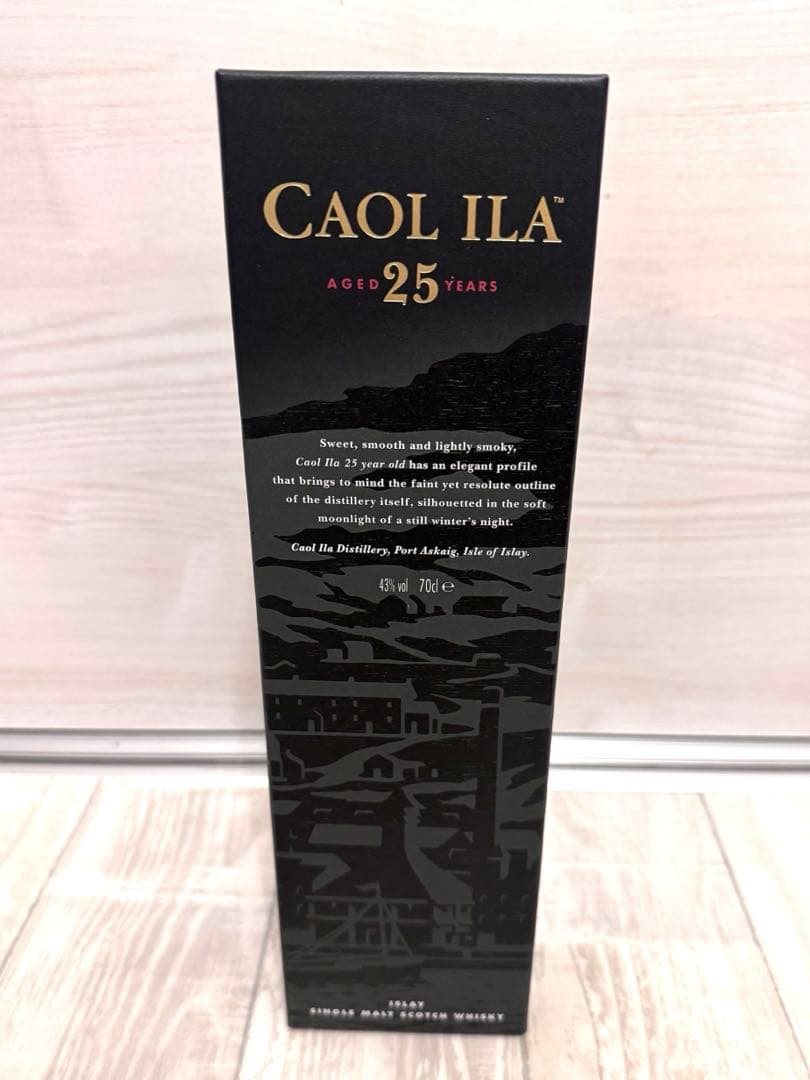 CAOL ILA™
AGED 25 YEARS
Sweet, smooth and lightly smoky,
Caol Ila 25 year old has an elegant profile
that brings to mind the faint yet resolute outline
of the distillery itself, silhouetted in the soft
moonlight of a still winter's night.
Caol Ila Distillery, Port Askaig, Isle of Islay.
43% vol 70cl ℮
ISLAY
SINGLE MALT SCOTCH WHISKY